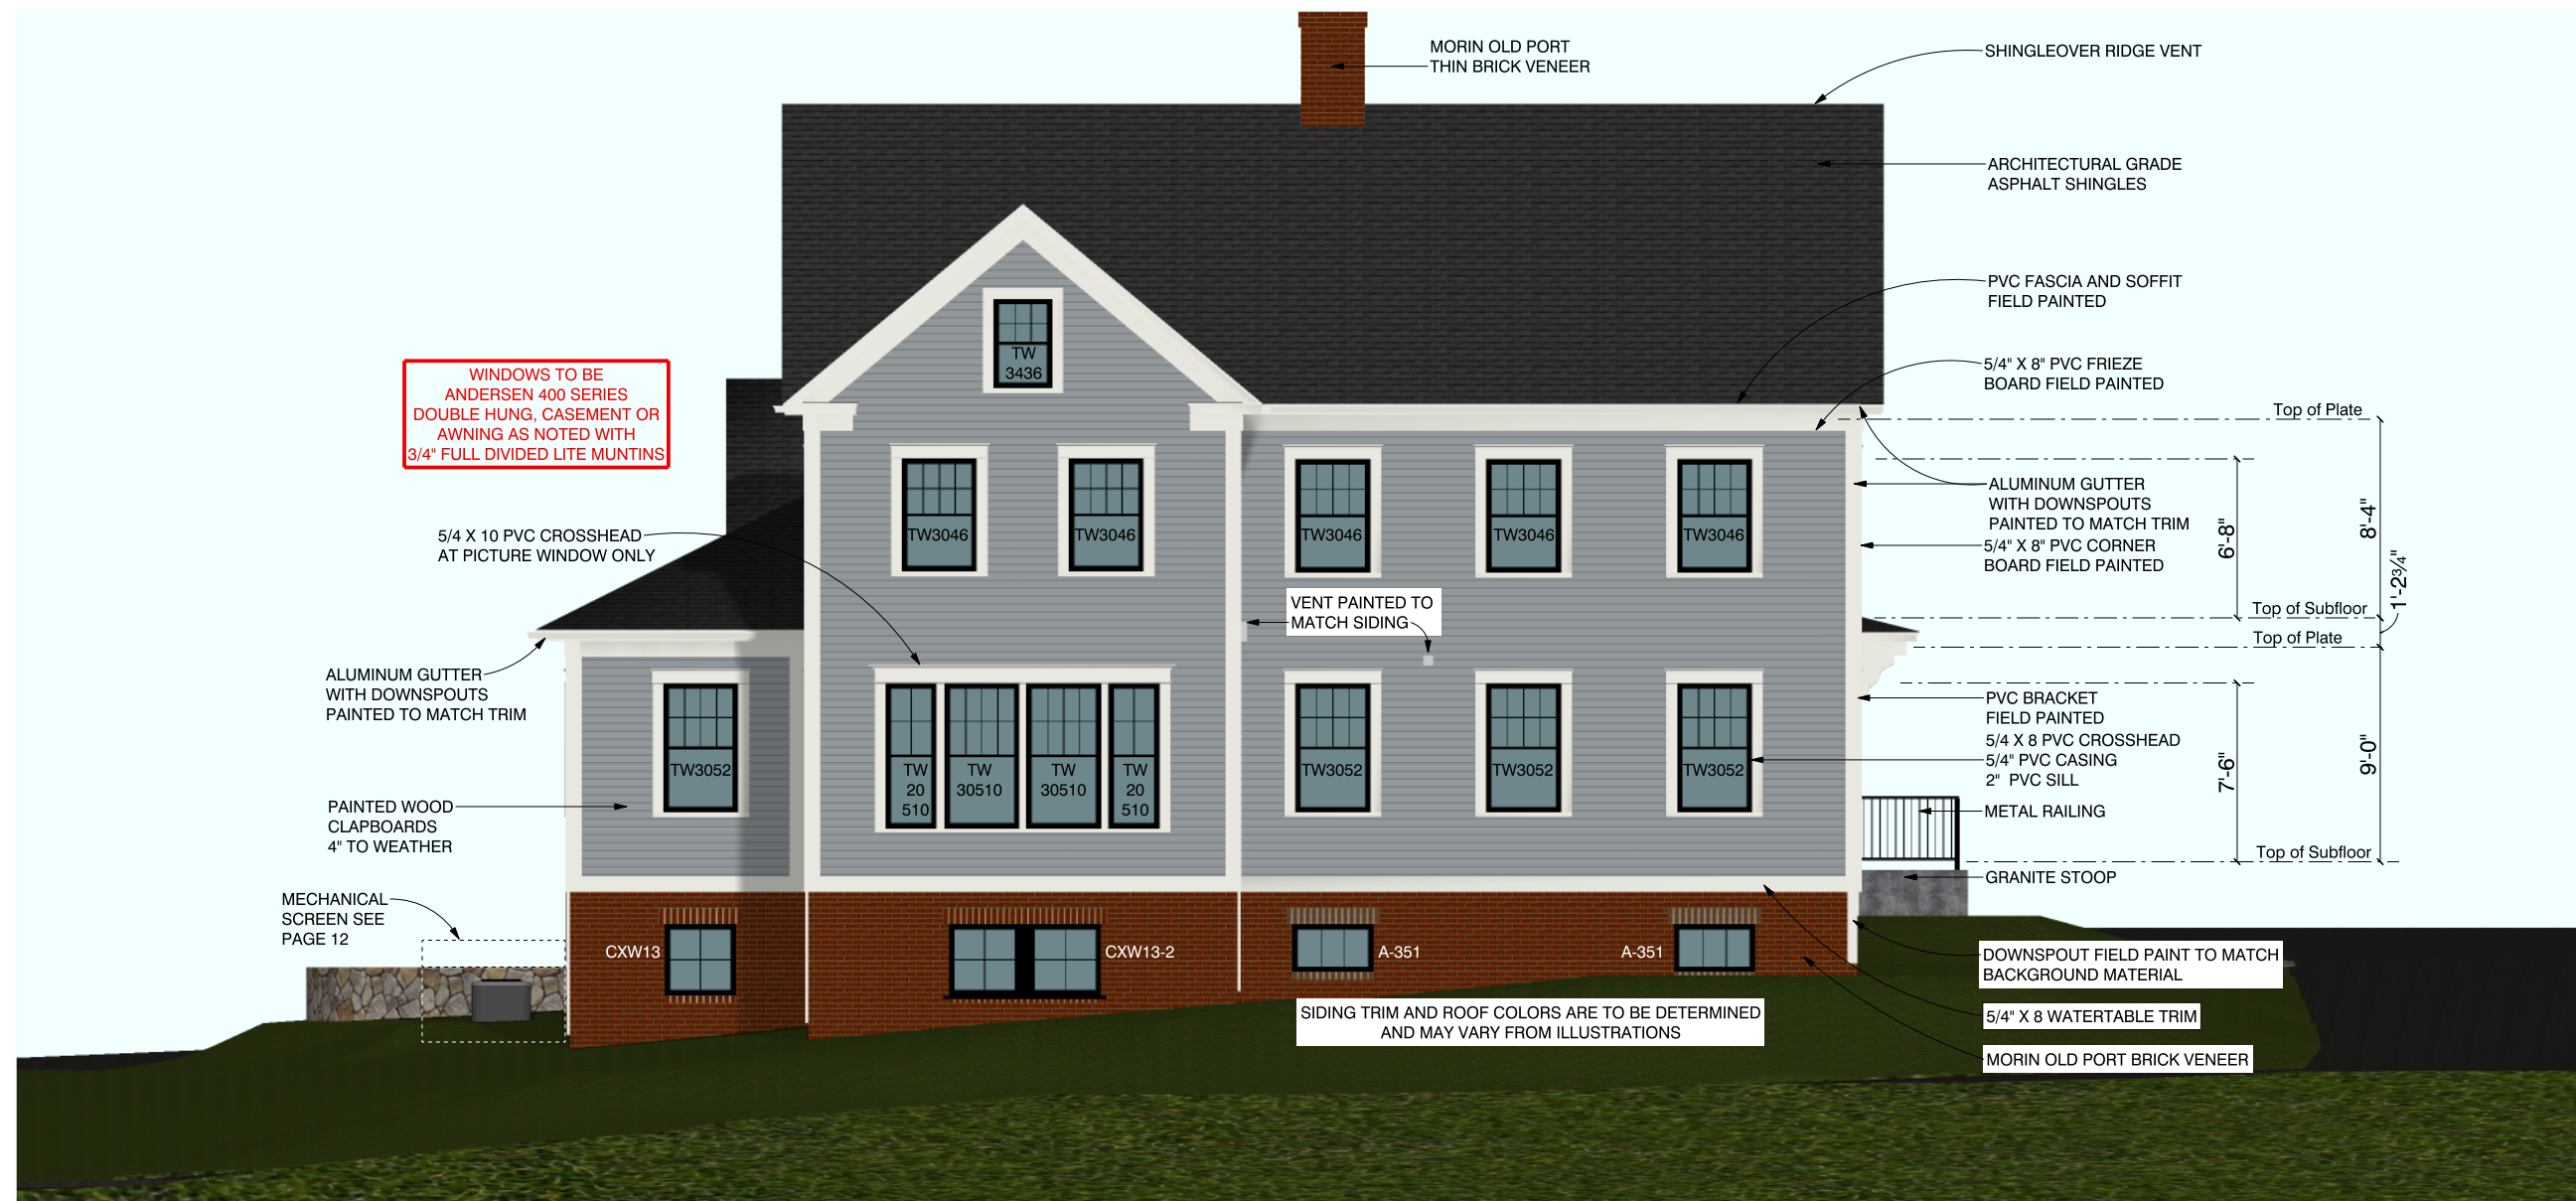 MORIN OLD PORT
THIN BRICK VENEER
SHINGLEOVER RIDGE VENT
ARCHITECTURAL GRADE
ASPHALT SHINGLES
PVC FASCIA AND SOFFIT
FIELD PAINTED
5/4" X 8" PVC FRIEZE
BOARD FIELD PAINTED
WINDOWS TO BE
ANDERSEN 400 SERIES
DOUBLE HUNG, CASEMENT OR
AWNING AS NOTED WITH
3/4" FULL DIVIDED LITE MUNTINS
TW
3436
Top of Plate
ALUMINUM GUTTER
WITH DOWNSPOUTS
PAINTED TO MATCH TRIM
5/4" X 8" PVC CORNER
BOARD FIELD PAINTED
6'-8"
8'-4"
1'-2¾"
5/4 X 10 PVC CROSSHEAD
AT PICTURE WINDOW ONLY
TW3046
TW3046
TW3046
TW3046
TW3046
VENT PAINTED TO
MATCH SIDING
Top of Subfloor
Top of Plate
ALUMINUM GUTTER
WITH DOWNSPOUTS
PAINTED TO MATCH TRIM
PVC BRACKET
FIELD PAINTED
5/4 X 8 PVC CROSSHEAD
5/4" PVC CASING
2" PVC SILL
7'-6"
9'-0"
TW3052
TW
20
510
TW
30510
TW
30510
TW
20
510
TW3052
TW3052
TW3052
PAINTED WOOD
CLAPBOARDS
4" TO WEATHER
METAL RAILING
Top of Subfloor
GRANITE STOOP
MECHANICAL
SCREEN SEE
PAGE 12
CXW13
CXW13-2
A-351
A-351
DOWNSPOUT FIELD PAINT TO MATCH
BACKGROUND MATERIAL
SIDING TRIM AND ROOF COLORS ARE TO BE DETERMINED
AND MAY VARY FROM ILLUSTRATIONS
5/4" X 8 WATERTABLE TRIM
MORIN OLD PORT BRICK VENEER